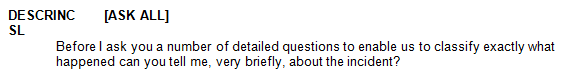 DESCRINC [ASK ALL]
SL
Before I ask you a number of detailed questions to enable us to classify exactly what
happened can you tell me, very briefly, about the incident?